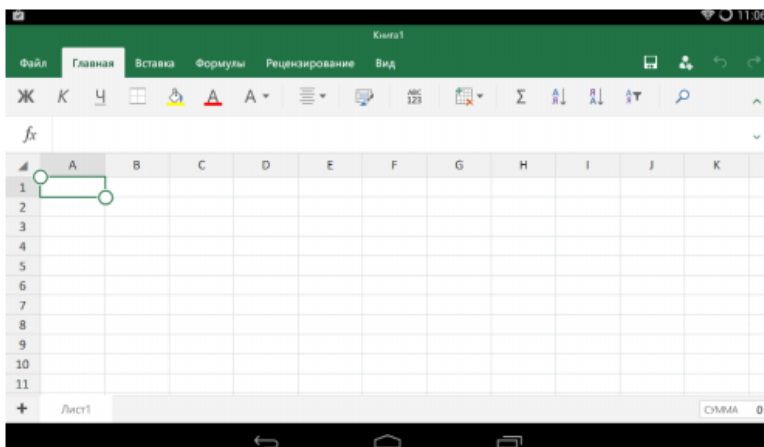 11:06
Книга1
Файл Главная Вставка Формулы Рецензирование Вид
Ж К Ч А А ABC 123 Σ А Я Я А А Я
fx
A B C D E F G H I J K
1
2
3
4
5
6
7
8
9
10
11
+ Лист1 СУММА 0